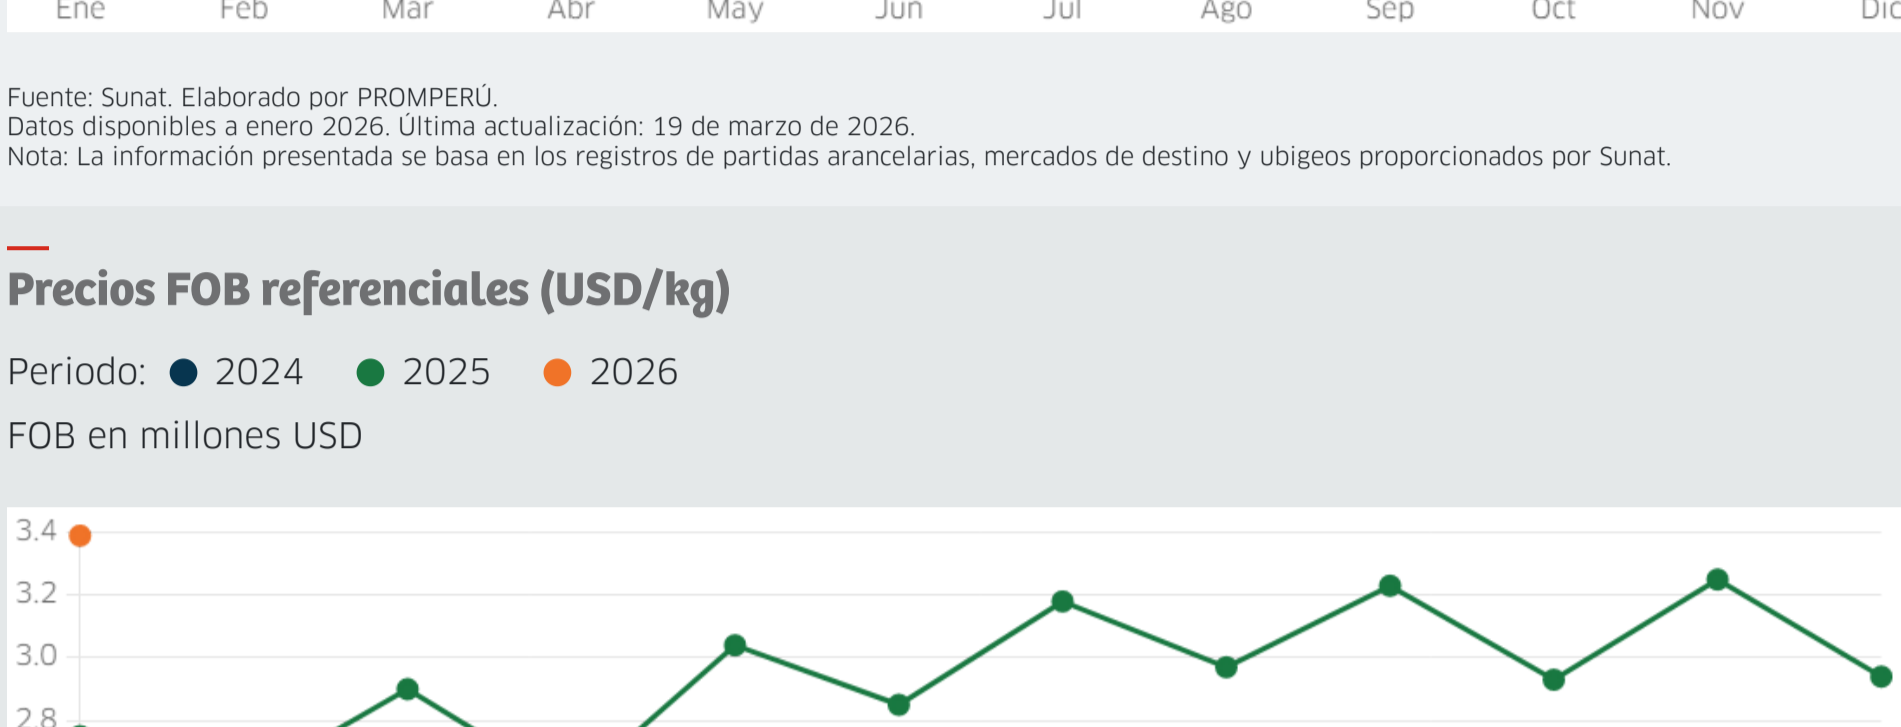 Ene Feb Mar Abr May Jun Jul Ago Sep Oct Nov Dic
Fuente: Sunat. Elaborado por PROMPERÚ.
Datos disponibles a enero 2026. Última actualización: 19 de marzo de 2026.
Nota: La información presentada se basa en los registros de partidas arancelarias, mercados de destino y ubigeos proporcionados por Sunat.
Precios FOB referenciales (USD/kg)
Periodo: 2024 2025 2026
FOB en millones USD
3.4
3.2
3.0
2.8